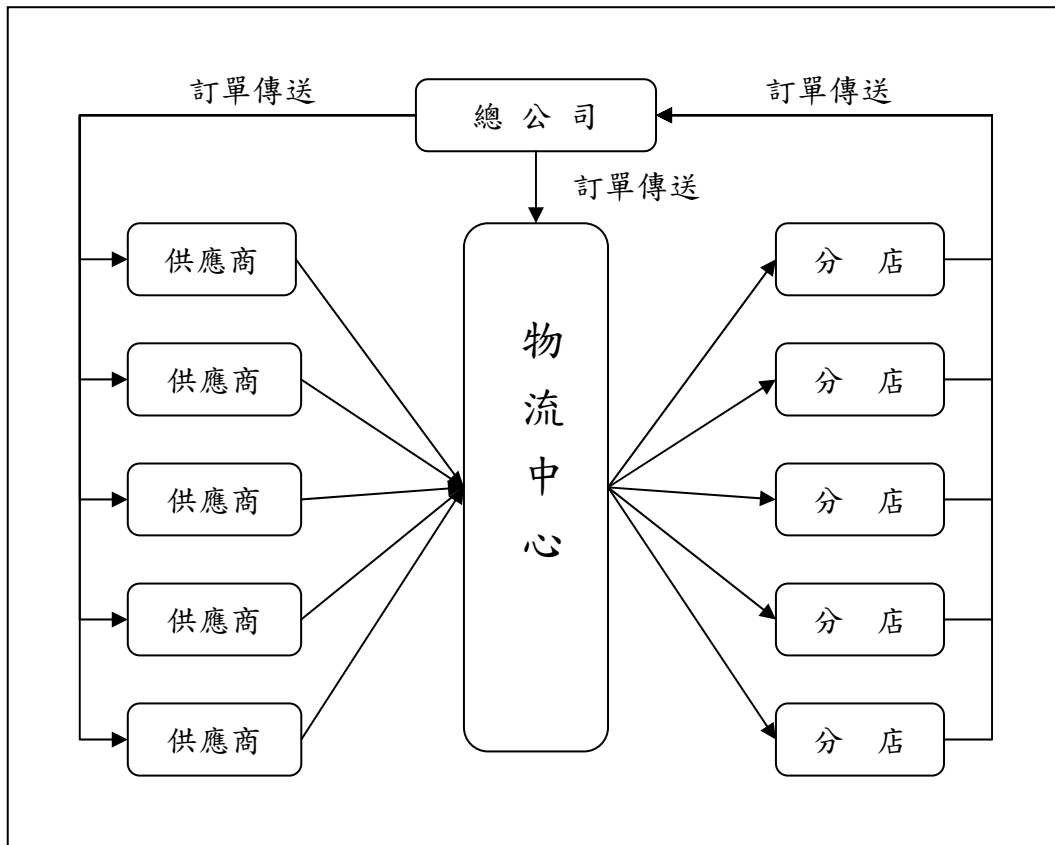 訂單傳送
總公司
訂單傳送
訂單傳送
供應商
分 店
物流中心
供應商
分 店
供應商
分 店
供應商
分 店
供應商
分 店